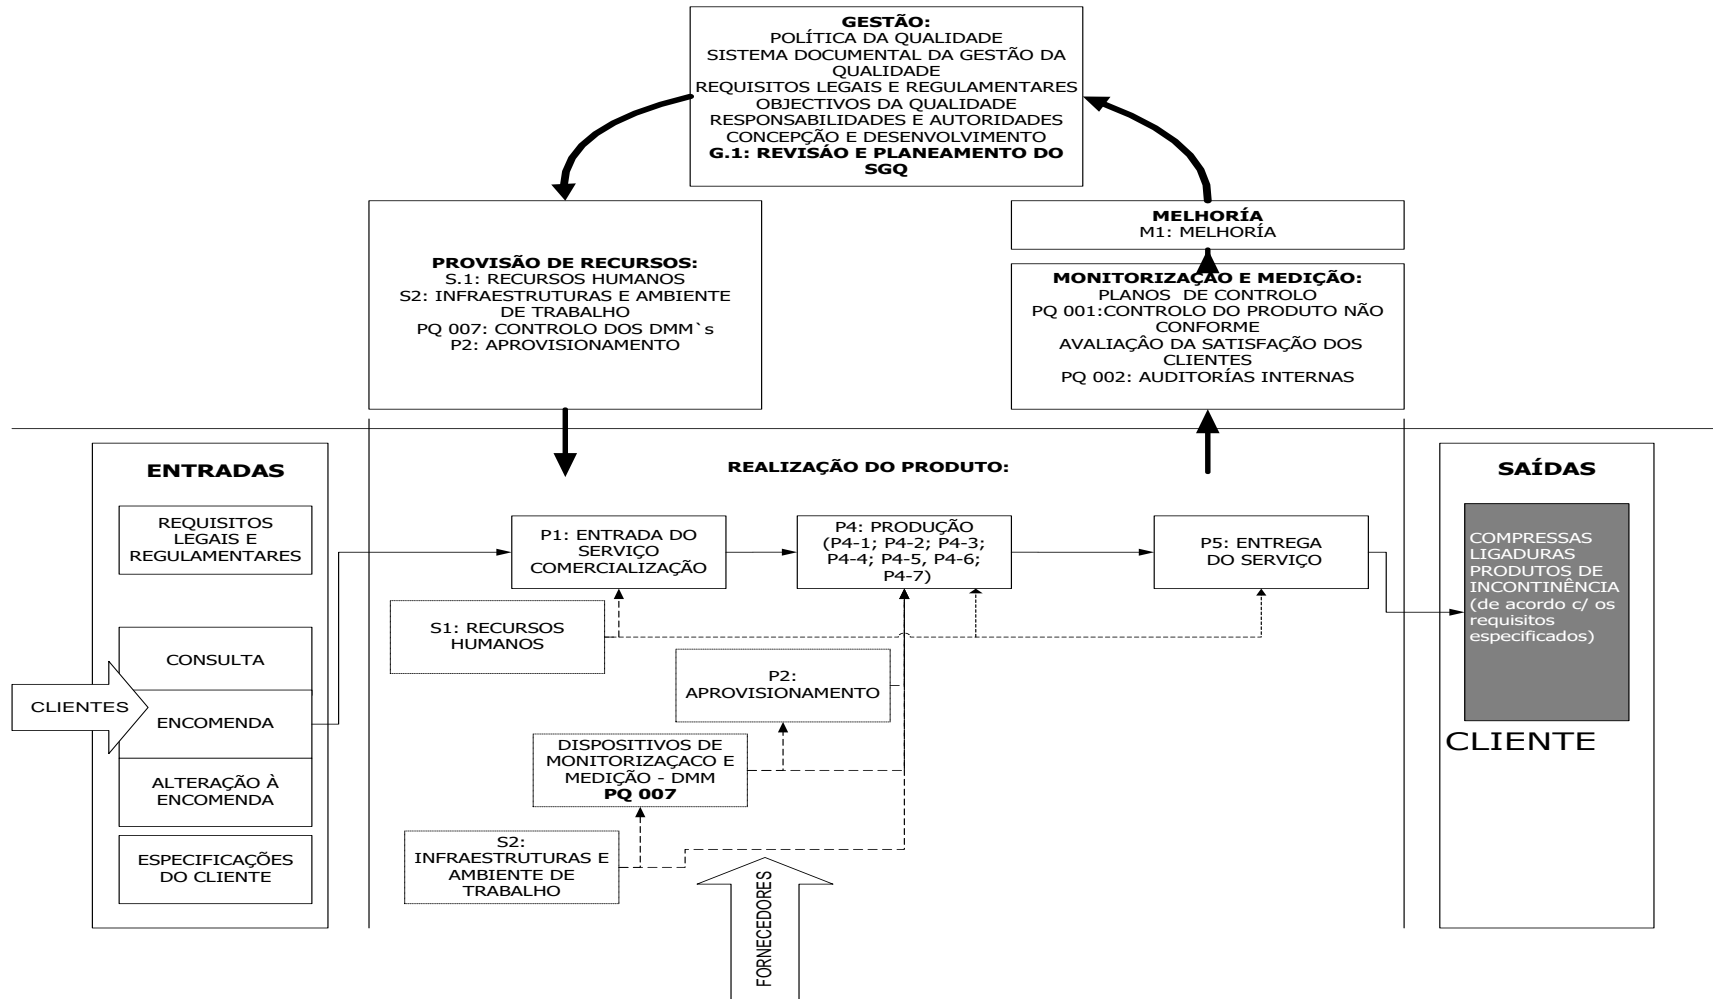 GESTÃO:
POLÍTICA DA QUALIDADE
SISTEMA DOCUMENTAL DA GESTÃO DA
QUALIDADE
REQUISITOS LEGAIS E REGULAMENTARES
OBJECTIVOS DA QUALIDADE
RESPONSABILIDADES E AUTORIDADES
CONCEPÇÃO E DESENVOLVIMENTO
G.1: REVISÁO E PLANEAMENTO DO
SGQ
PROVISÃO DE RECURSOS:
S.1: RECURSOS HUMANOS
S2: INFRAESTRUTURAS E AMBIENTE
DE TRABALHO
PQ 007: CONTROLO DOS DMM`s
P2: APROVISIONAMENTO
MELHORÍA
M1: MELHORÍA
MONITORIZAÇÃO E MEDIÇÃO:
PLANOS DE CONTROLO
PQ 001:CONTROLO DO PRODUTO NÃO
CONFORME
AVALIAÇÂO DA SATISFAÇÃO DOS
CLIENTES
PQ 002: AUDITORÍAS INTERNAS
ENTRADAS
REQUISITOS
LEGAIS E
REGULAMENTARES
CONSULTA
CLIENTES
ENCOMENDA
ALTERAÇÃO À
ENCOMENDA
ESPECIFICAÇÕES
DO CLIENTE
REALIZAÇÃO DO PRODUTO:
P1: ENTRADA DO
SERVIÇO
COMERCIALIZAÇÃO
P4: PRODUÇÃO
(P4-1; P4-2; P4-3;
P4-4; P4-5, P4-6;
P4-7)
P5: ENTREGA
DO SERVIÇO
S1: RECURSOS
HUMANOS
P2:
APROVISIONAMENTO
DISPOSITIVOS DE
MONITORIZAÇACO E
MEDIÇÃO - DMM
PQ 007
S2:
INFRAESTRUTURAS E
AMBIENTE DE
TRABALHO
FORNECEDORES
SAÍDAS
COMPRESSAS
LIGADURAS
PRODUTOS DE
INCONTINÊNCIA
(de acordo c/ os
requisitos
especificados)
CLIENTE